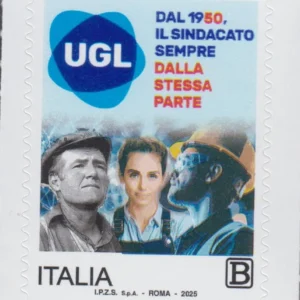 UGL
DAL 1950,
IL SINDACATO
SEMPRE
DALLA
STESSA
PARTE
ITALIA
B
I.P.Z.S. S.p.A. - ROMA - 2025